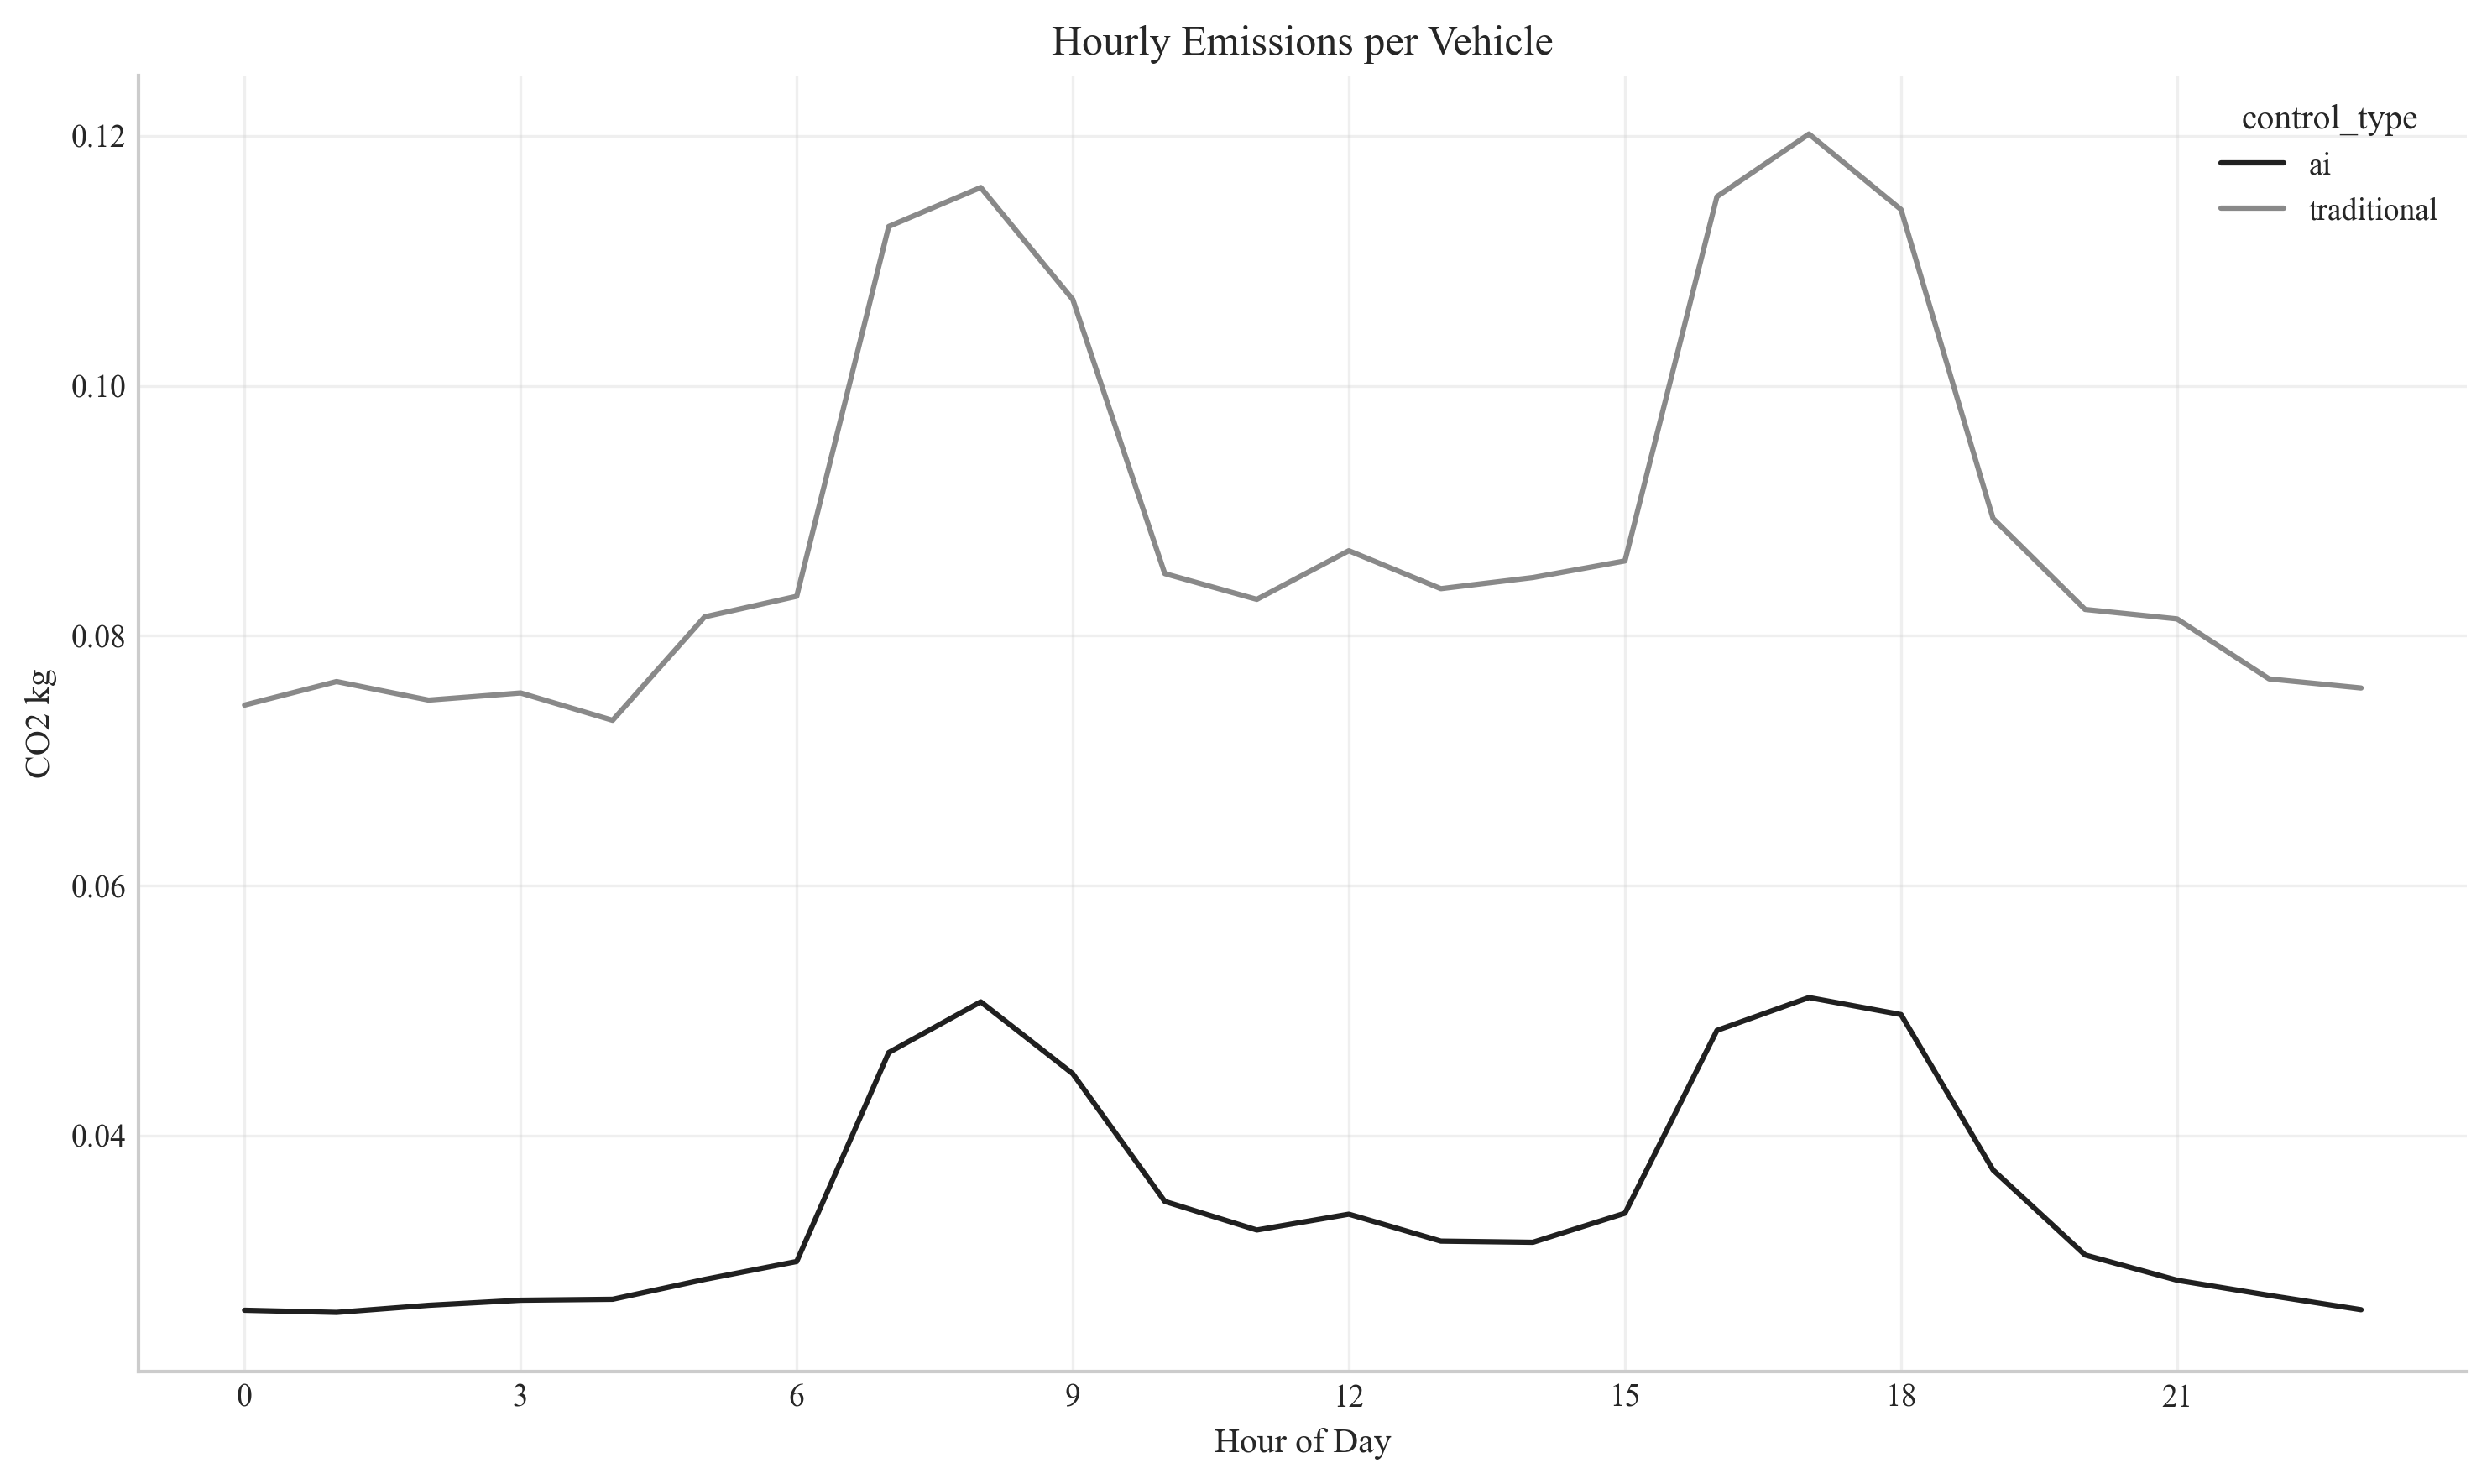 Hourly Emissions per Vehicle
control_type
ai
traditional
0.12
0.10
0.08
0.06
0.04
CO2 kg
0 3 6 9 12 15 18 21
Hour of Day